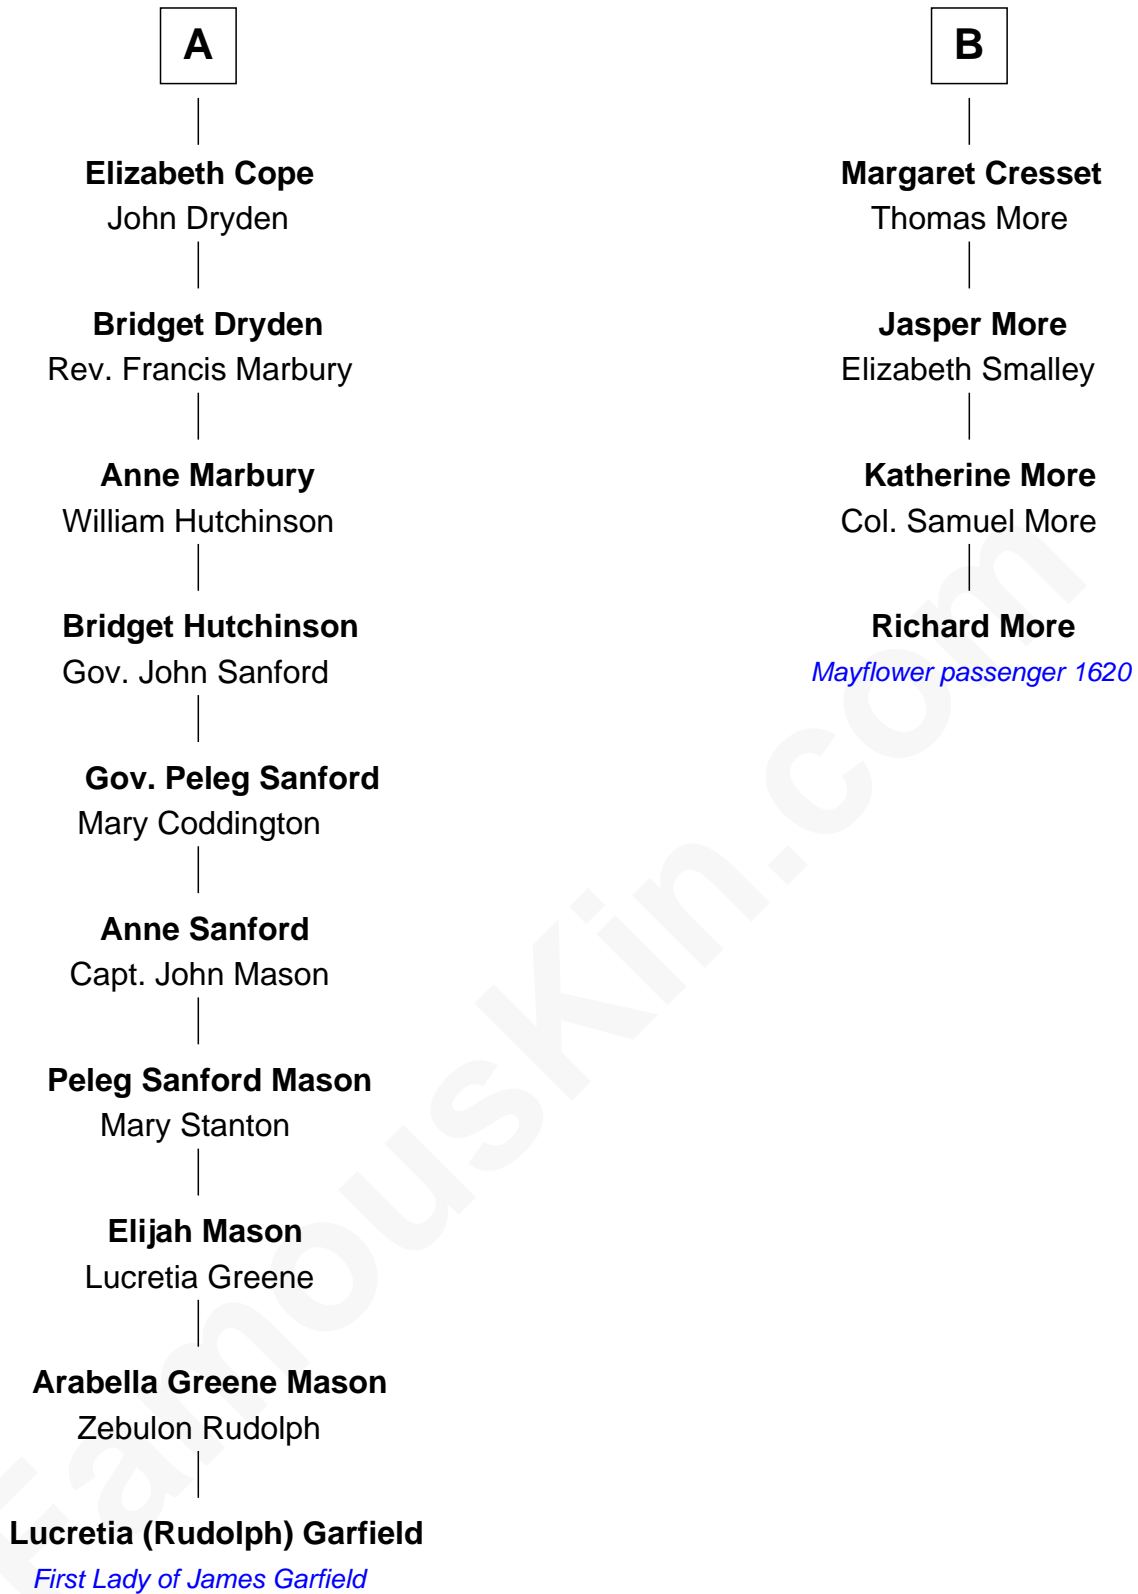 A
Elizabeth Cope
John Dryden
Bridget Dryden
Rev. Francis Marbury
Anne Marbury
William Hutchinson
Bridget Hutchinson
Gov. John Sanford
Gov. Peleg Sanford
Mary Coddington
Anne Sanford
Capt. John Mason
Peleg Sanford Mason
Mary Stanton
Elijah Mason
Lucretia Greene
Arabella Greene Mason
Zebulon Rudolph
Lucretia (Rudolph) Garfield
First Lady of James Garfield
B
Margaret Cresset
Thomas More
Jasper More
Elizabeth Smalley
Katherine More
Col. Samuel More
Richard More
Mayflower passenger 1620
FamousKin.com